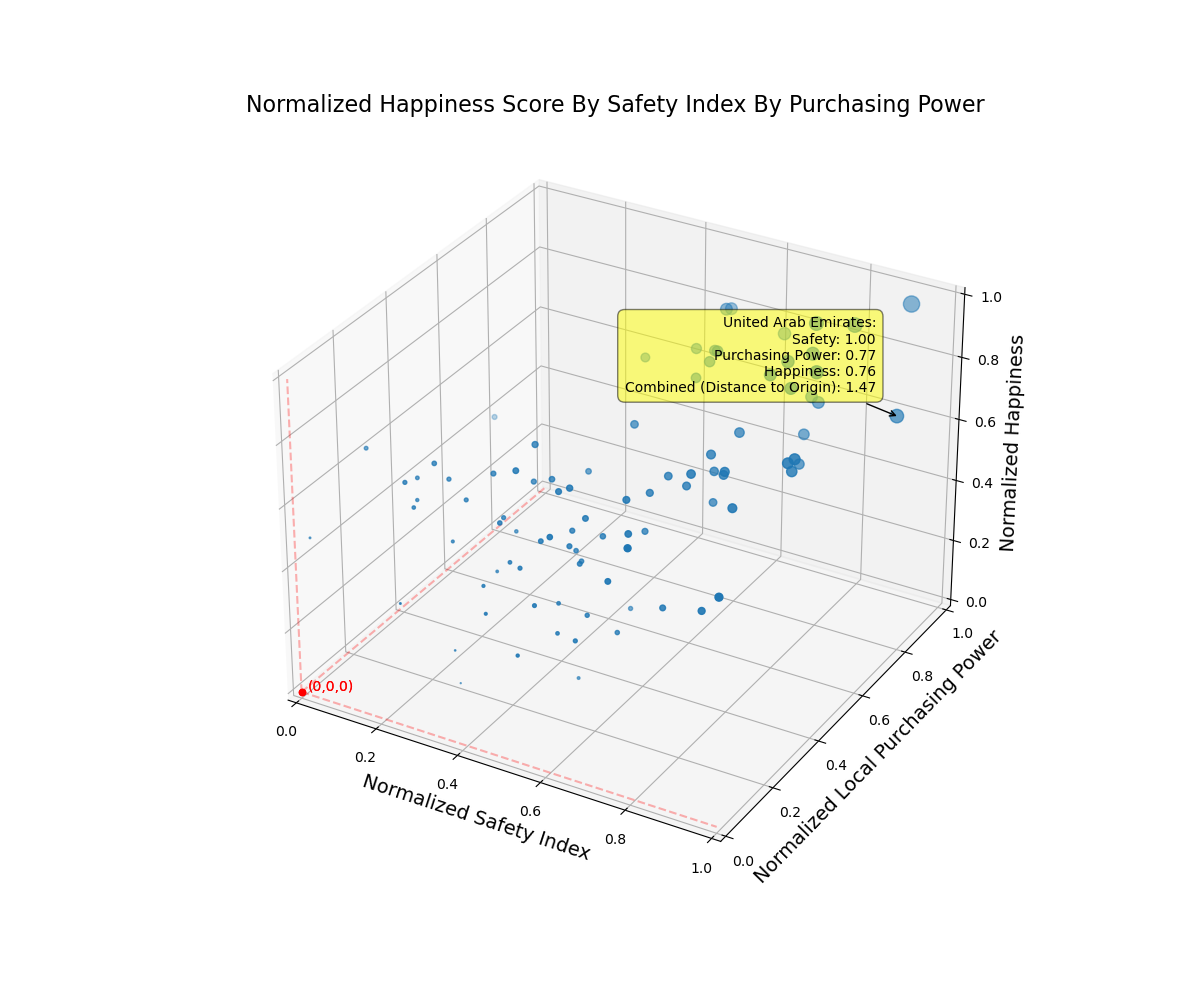 Normalized Happiness Score By Safety Index By Purchasing Power
United Arab Emirates:
Safety: 1.00
Purchasing Power: 0.77
Happiness: 0.76
Combined (Distance to Origin): 1.47
1.0
0.8
0.6
0.4
0.2
0.0
Normalized Happiness
(0,0,0)
0.0
0.2
0.4
0.6
0.8
1.0
Normalized Safety Index
0.0
0.2
0.4
0.6
0.8
1.0
Normalized Local Purchasing Power